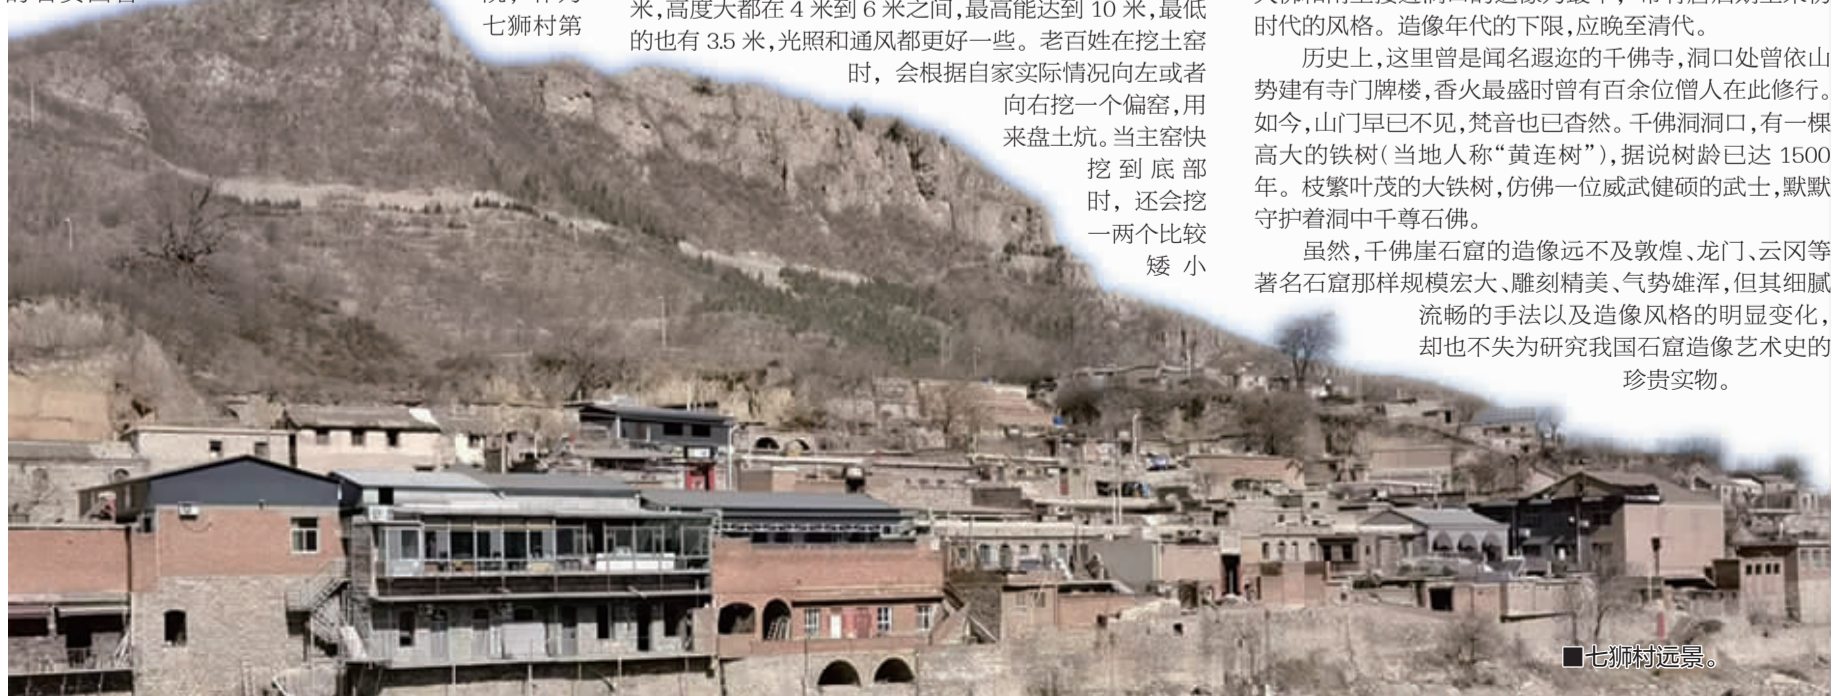 七狮村第
米,高度大都在 4 米到 6 米之间,最高能达到 10 米,最低
的也有 3.5 米,光照和通风都更好一些。老百姓在挖土窑
时，会根据自家实际情况向左或者
向右挖一个偏窑,用
来盘土炕。当主窑快
挖到底部
时，还会挖
一两个比较
矮小
时代的风格。造像年代的下限,应晚至清代。
历史上,这里曾是闻名遐迩的千佛寺,洞口处曾依山
势建有寺门牌楼,香火最盛时曾有百余位僧人在此修行。
如今,山门早已不见,梵音也已杳然。千佛洞洞口,有一棵
高大的铁树(当地人称“黄连树”),据说树龄已达 1500
年。枝繁叶茂的大铁树,仿佛一位威武健硕的武士,默默
守护着洞中千尊石佛。
虽然,千佛崖石窟的造像远不及敦煌、龙门、云冈等
著名石窟那样规模宏大、雕刻精美、气势雄浑,但其细腻
流畅的手法以及造像风格的明显变化,
却也不失为研究我国石窟造像艺术史的
珍贵实物。
■七狮村远景。